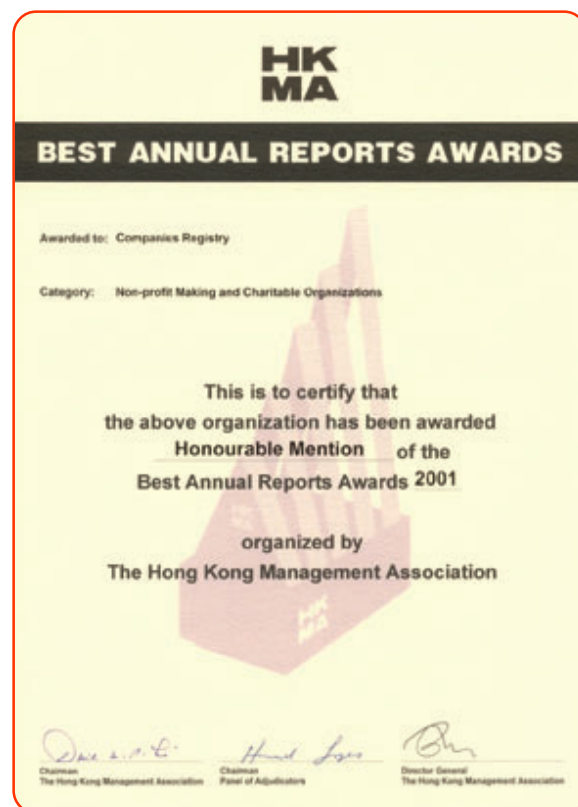 HK
MA
BEST ANNUAL REPORTS AWARDS
Awarded to: Companies Registry
Category: Non-profit Making and Charitable Organizations
This is to certify that
the above organization has been awarded
Honourable Mention of the
Best Annual Reports Awards 2001
organized by
The Hong Kong Management Association
HK
MA
Chairman
The Hong Kong Management Association
Chairman
Panel of Adjudicators
Director General
The Hong Kong Management Association